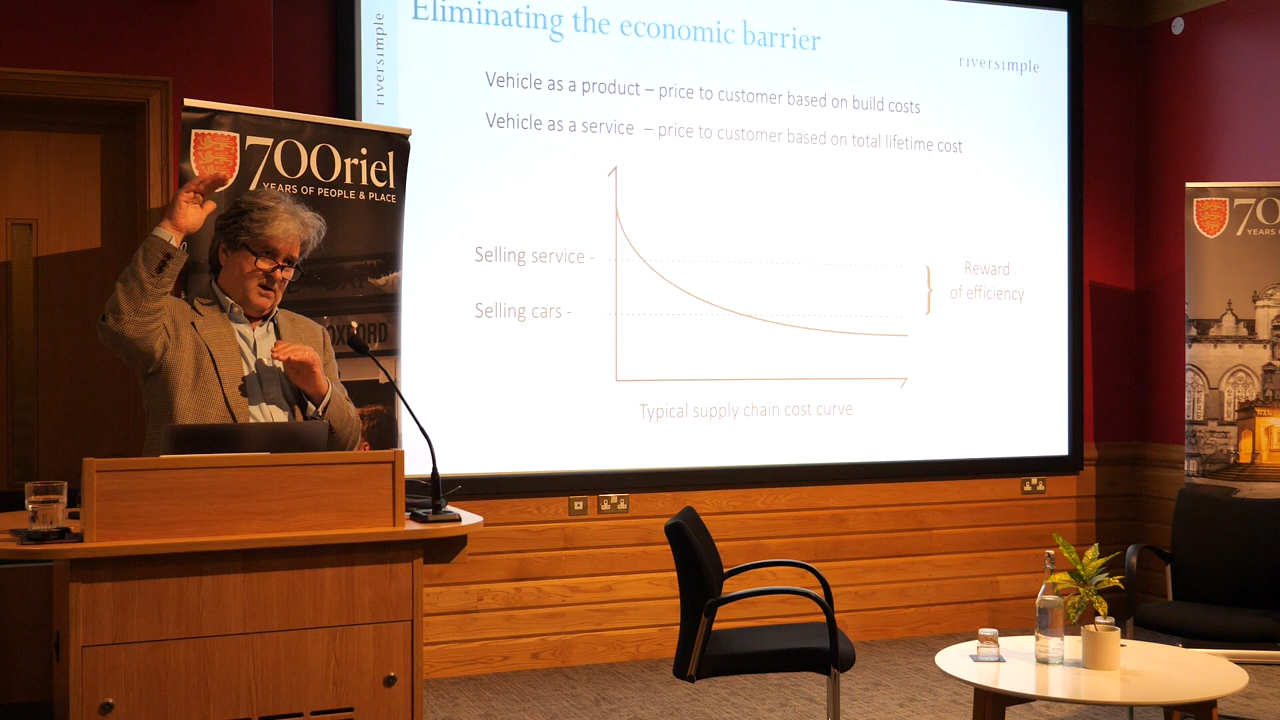 Eliminating the economic barrier
riversimple
riversimple
Vehicle as a product – price to customer based on build costs
Vehicle as a service – price to customer based on total lifetime cost
Selling service -
Selling cars -
Reward
of efficiency
Typical supply chain cost curve
700riel
YEARS OF PEOPLE & PLACE
OXFORD
70
YEARS